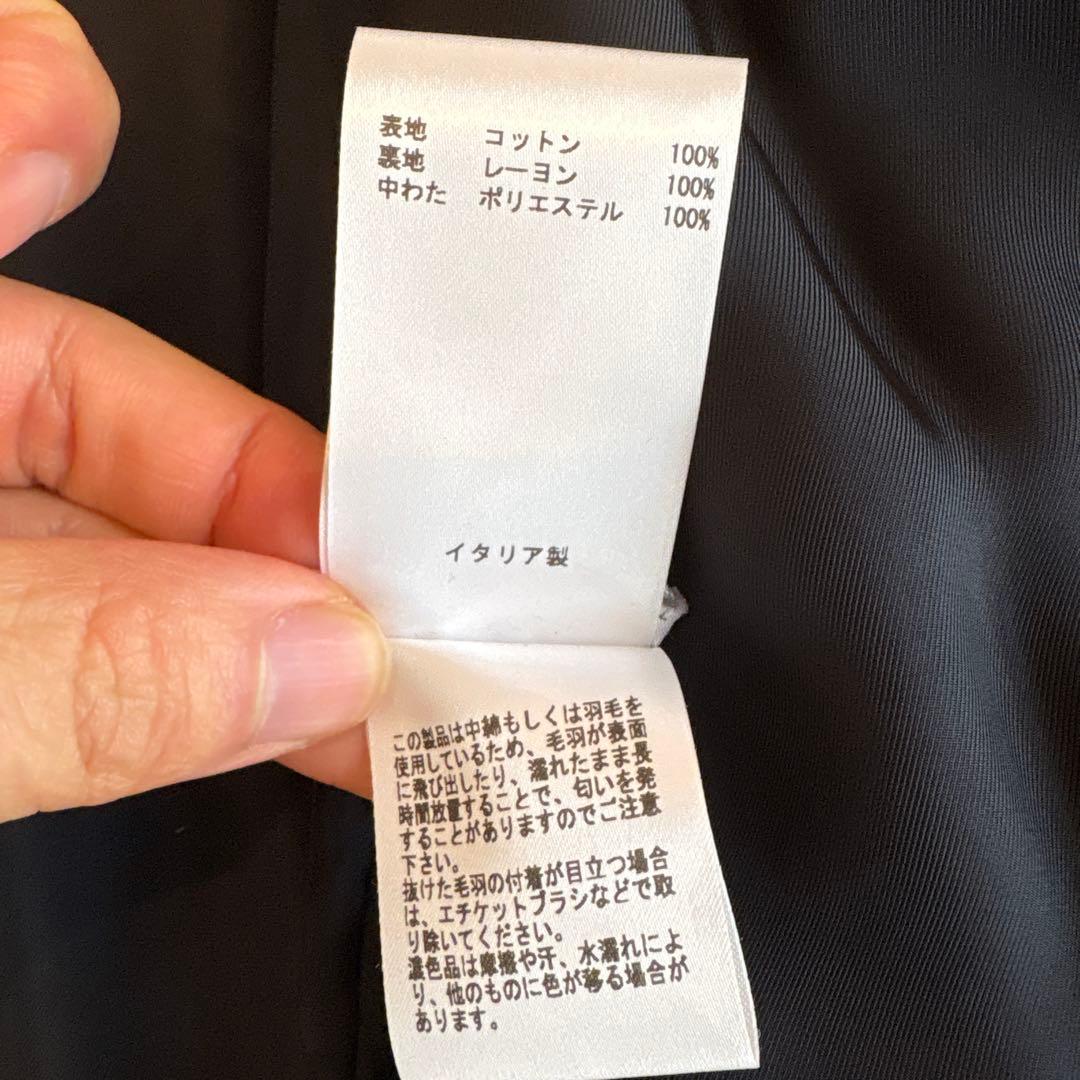 表地 コットン 100%
裏地 レーヨン 100%
中わた ポリエステル 100%
イタリア製
この製品は中綿もしくは羽毛を
使用しているため、毛羽が表面
に飛び出したり、濡れたまま長
時間放置することで、匂いを発
することがありますのでご注意
下さい。
抜けた毛羽の付着が目立つ場合
は、エチケットブラシなどで取
り除いてください。
濃色品は摩擦や汗、水濡れによ
り、他のものに色が移る場合が
あります。